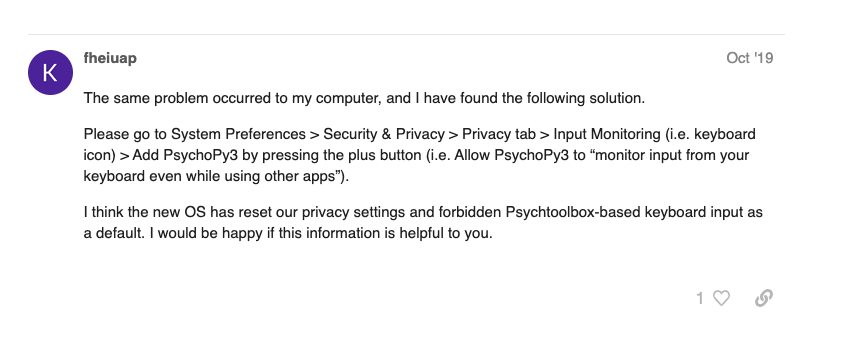 K
fheiuap
Oct '19
The same problem occurred to my computer, and I have found the following solution.
Please go to System Preferences > Security & Privacy > Privacy tab > Input Monitoring (i.e. keyboard
icon) > Add PsychoPy3 by pressing the plus button (i.e. Allow PsychoPy3 to “monitor input from your
keyboard even while using other apps”).
I think the new OS has reset our privacy settings and forbidden Psychtoolbox-based keyboard input as
a default. I would be happy if this information is helpful to you.
1